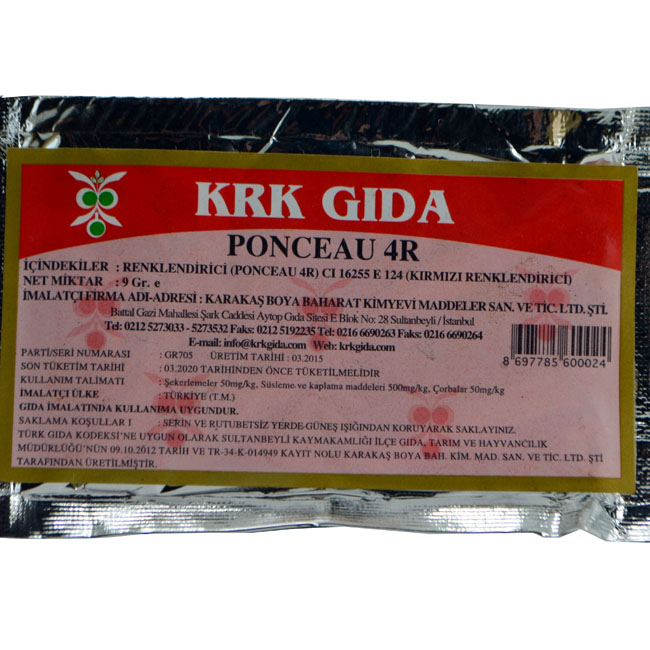 KRK GIDA
PONCEAU 4R
İÇİNDEKİLER : RENKLENDİRİCİ (PONCEAU 4R) CI 16255 E 124 (KIRMIZI RENKLENDİRİCİ)
NET MİKTAR : 9 Gr. e
İMALATÇI FİRMA ADI-ADRESİ : KARAKAŞ BOYA BAHARAT KİMYEVİ MADDELER SAN. VE TİC. LTD. ŞTİ.
Battal Gazi Mahallesi Şark Caddesi Aytop Gıda Sitesi E Blok No: 28 Sultanbeyli / İstanbul
Tel: 0212 5273033 - 5273532 Faks: 0212 5192235 Tel: 0216 6690263 Faks: 0216 6690264
E-mail: info@krkgida.com Web: krkgida.com
8 697785 600024
PARTİ/SERİ NUMARASI : GR705 ÜRETİM TARİHİ : 03.2015
SON TÜKETİM TARİHİ : 03.2020 TARİHİNDEN ÖNCE TÜKETİLMELİDİR
KULLANIM TALİMATI : Şekerlemeler 50mg/kg, Süsleme ve kaplama maddeleri 500mg/kg, Çorbalar 50mg/kg
İMALATÇI ÜLKE : TÜRKİYE (T.M.)
GIDA İMALATINDA KULLANIMA UYGUNDUR.
SAKLAMA KOŞULLAR I : SERİN VE RUTUBETSİZ YERDE GÜNEŞ IŞIĞINDAN KORUYARAK SAKLAYINIZ.
TÜRK GIDA KODEKSİ'NE UYGUN OLARAK SULTANBEYLİ KAYMAKAMLIĞI İLÇE GIDA, TARIM VE HAYVANCILIK
MÜDÜRLÜĞÜ'NÜN 09.10.2012 TARİH VE TR-34-K-014949 KAYIT NOLU KARAKAŞ BOYA BAH. KİM. MAD. SAN. VE TİC. LTD. ŞTİ
TARAFINDAN ÜRETİLMİŞTİR.